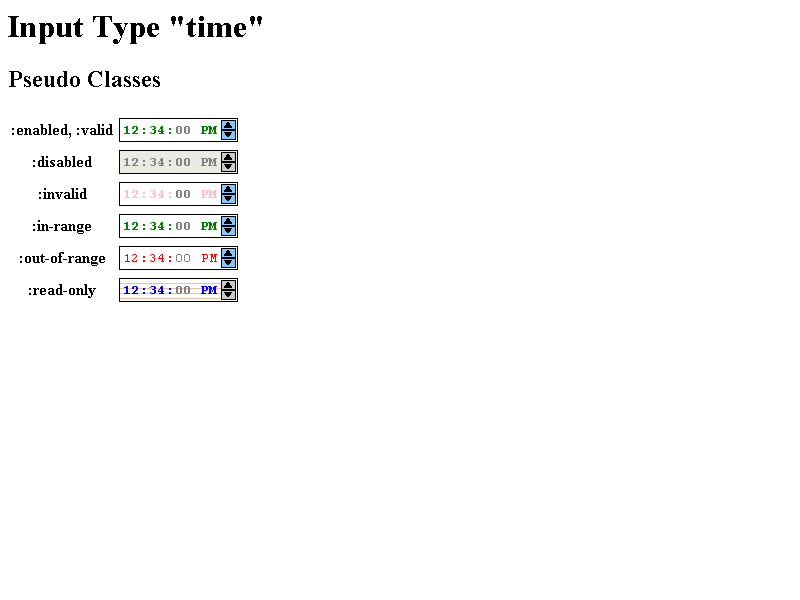 Input Type "time"
Pseudo Classes
:enabled, :valid 12:34:00 PM
:disabled 12:34:00 PM
:invalid 12:34:00 PM
:in-range 12:34:00 PM
:out-of-range 12:34:00 PM
:read-only 12:34:00 PM